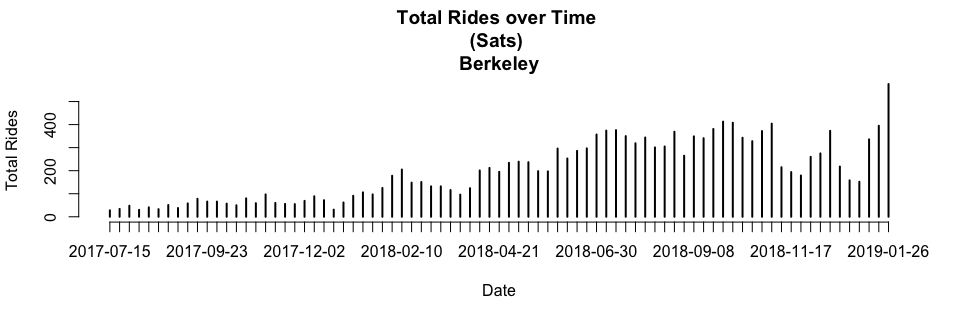 Total Rides over Time
(Sats)
Berkeley
Total Rides
400
200
0
2017-07-15 2017-09-23 2017-12-02 2018-02-10 2018-04-21 2018-06-30 2018-09-08 2018-11-17 2019-01-26
Date